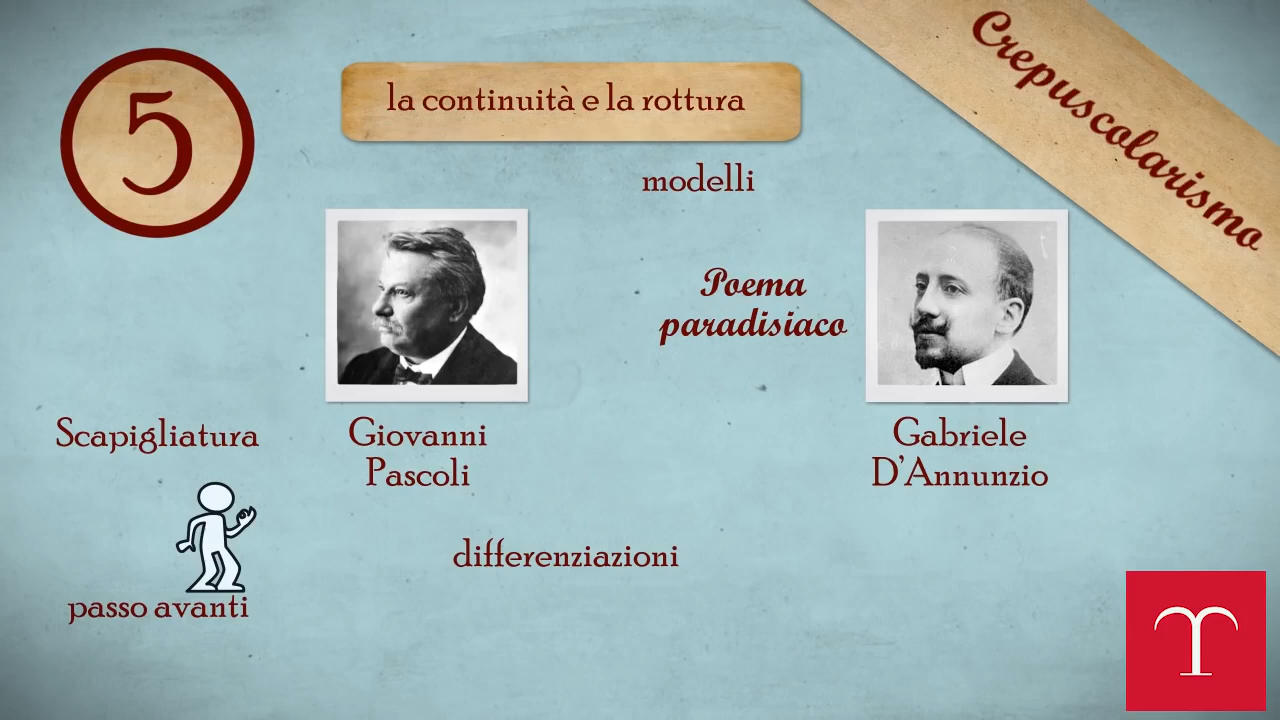 5
la continuità e la rottura
Crepuscolarismo
modelli
Poema
paradisiaco
Scapigliatura
Giovanni
Pascoli
Gabriele
D'Annunzio
differenziazioni
passo avanti